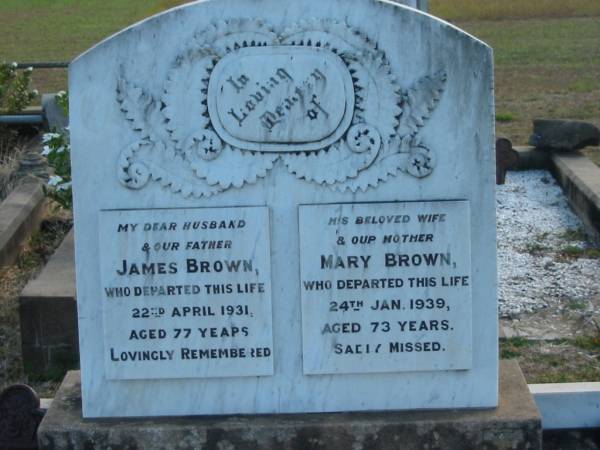 In
Loving
Memory
of
MY DEAR HUSBAND
& OUR FATHER
JAMES BROWN,
WHO DEPARTED THIS LIFE
22ND APRIL 1931,
AGED 77 YEARS
LOVINGLY REMEMBERED
HIS BELOVED WIFE
& OUR MOTHER
MARY BROWN,
WHO DEPARTED THIS LIFE
24TH JAN. 1939,
AGED 73 YEARS.
SADLY MISSED.